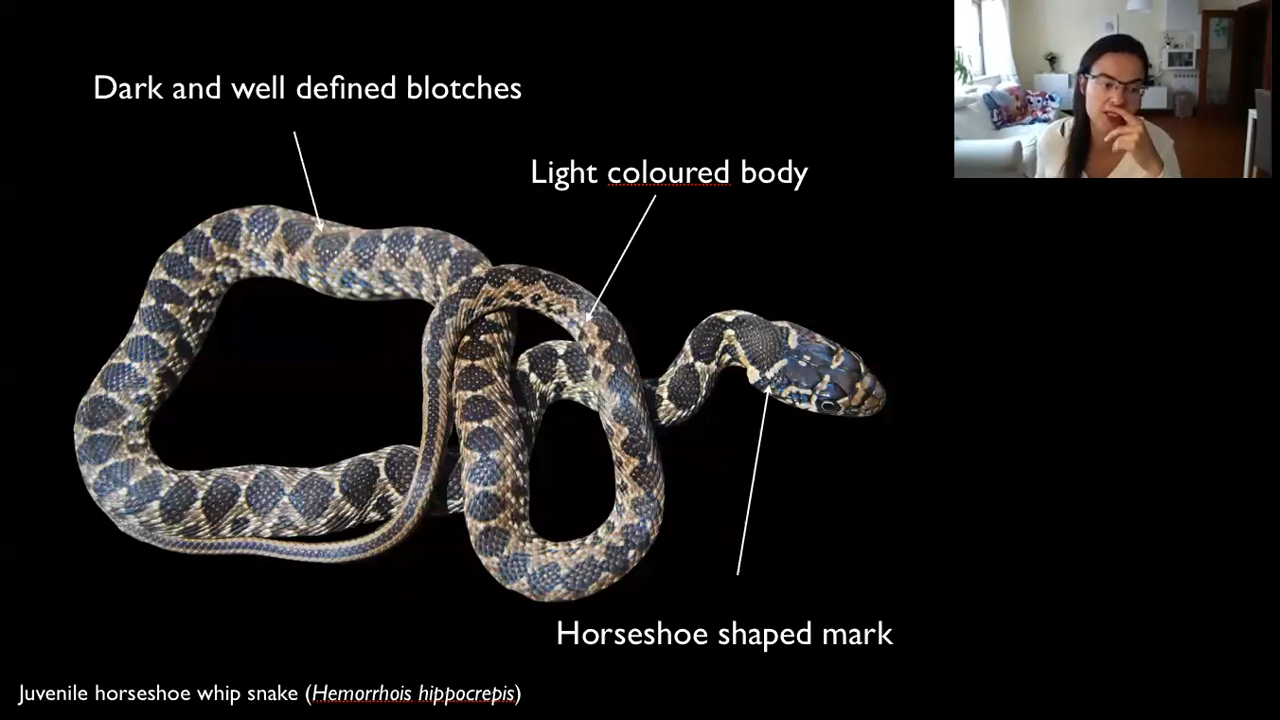 Dark and well defined blotches
Light coloured body
Horseshoe shaped mark
Juvenile horseshoe whip snake (Hemorrhois hippocrepis)